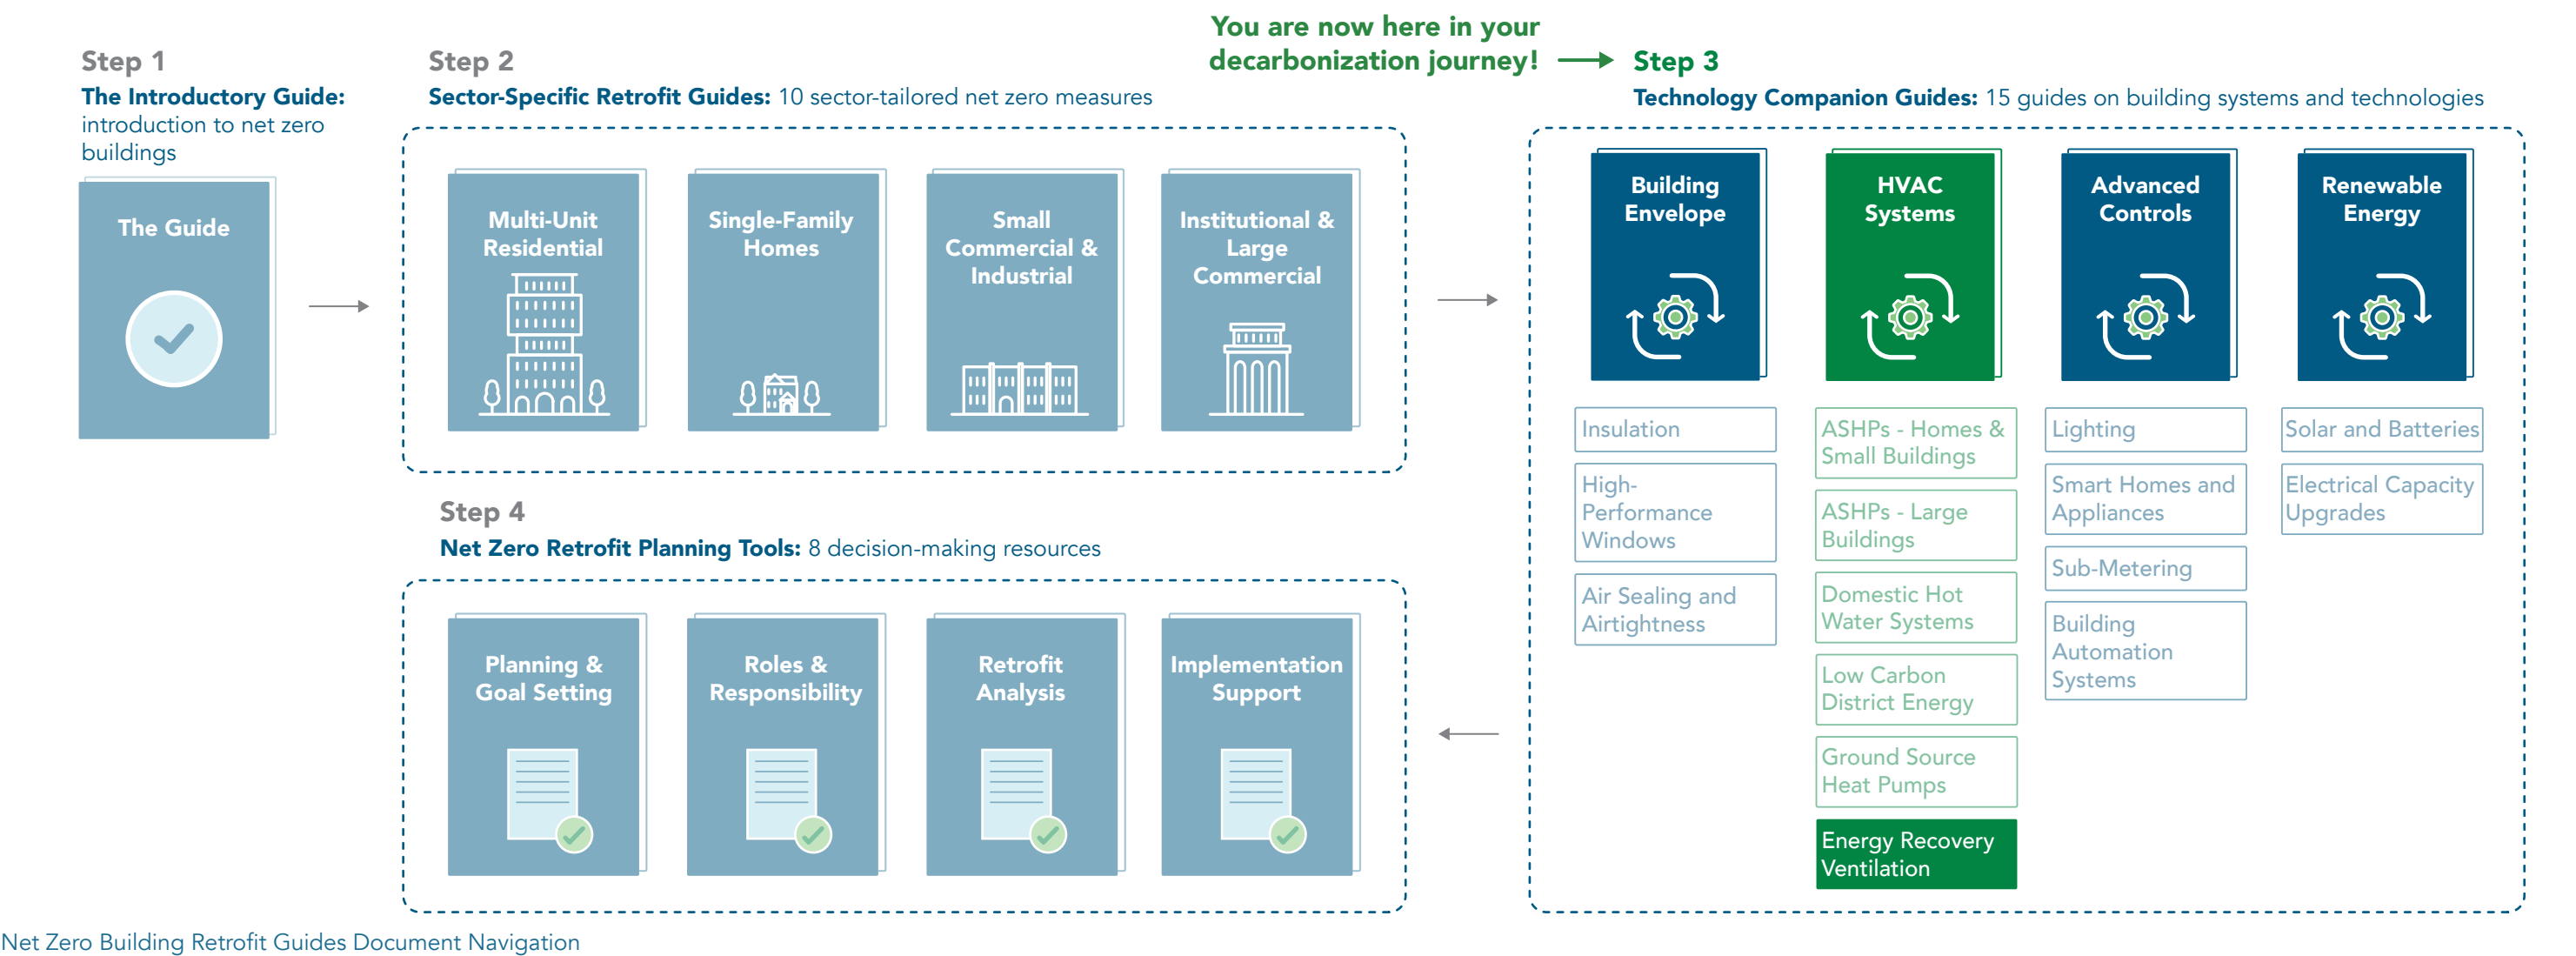 Step 1
The Introductory Guide:
introduction to net zero
buildings
The Guide
Step 2
Sector-Specific Retrofit Guides: 10 sector-tailored net zero measures
Multi-Unit
Residential
Single-Family
Homes
Small
Commercial &
Industrial
Institutional &
Large
Commercial
You are now here in your
decarbonization journey!
Step 3
Technology Companion Guides: 15 guides on building systems and technologies
Building
Envelope
Insulation
High-
Performance
Windows
Air Sealing and
Airtightness
HVAC
Systems
ASHPs - Homes &
Small Buildings
ASHPs - Large
Buildings
Domestic Hot
Water Systems
Low Carbon
District Energy
Ground Source
Heat Pumps
Energy Recovery
Ventilation
Advanced
Controls
Lighting
Smart Homes and
Appliances
Sub-Metering
Building
Automation
Systems
Renewable
Energy
Solar and Batteries
Electrical Capacity
Upgrades
Step 4
Net Zero Retrofit Planning Tools: 8 decision-making resources
Planning &
Goal Setting
Roles &
Responsibility
Retrofit
Analysis
Implementation
Support
Net Zero Building Retrofit Guides Document Navigation